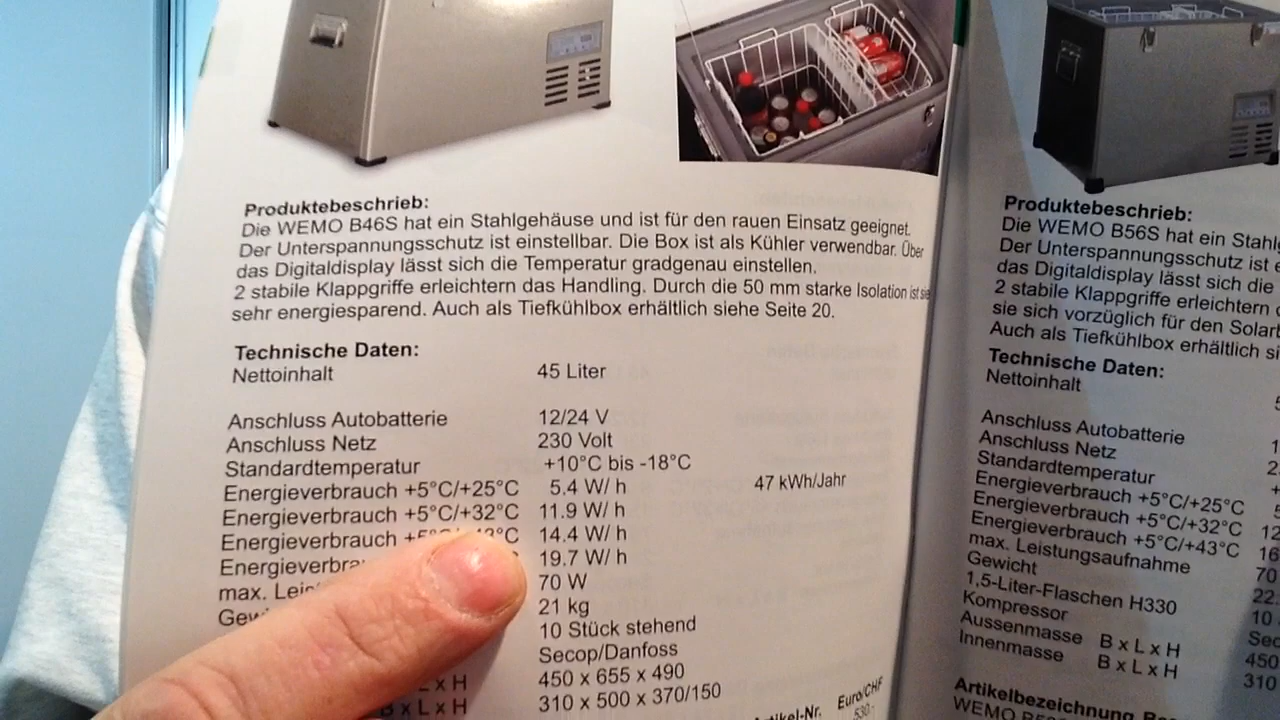 Produktebeschrieb:
Die WEMO B46S hat ein Stahlgehäuse und ist für den rauen Einsatz geeignet.
Der Unterspannungsschutz ist einstellbar. Die Box ist als Kühler verwendbar. Über
das Digitaldisplay lässt sich die Temperatur gradgenau einstellen.
2 stabile Klappgriffe erleichtern das Handling. Durch die 50 mm starke Isolation ist sie
sehr energiesparend. Auch als Tiefkühlbox erhältlich siehe Seite 20.
Technische Daten:
Nettoinhalt 45 Liter
Anschluss Autobatterie 12/24 V
Anschluss Netz 230 Volt
Standardtemperatur +10°C bis -18°C
Energieverbrauch +5°C/+25°C 5.4 W/ h 47 kWh/Jahr
Energieverbrauch +5°C/+32°C 11.9 W/ h
Energieverbrauch 14.4 W/ h
19.7 W/ h
max. 70 W
21 kg
10 Stück stehend
Secop/Danfoss
L x H 450 x 655 x 490
B x L x H 310 x 500 x 370/150
Euro/CHF
530.-
Produktebeschrieb:
Die WEMO B56S hat ein
Der Unterspannungsschutz ist
das Digitaldisplay lässt sich die
2 stabile Klappgriffe erleichtern
sie sich vorzüglich für den
Auch als Tiefkühlbox erhältlich
Technische Daten:
Nettoinhalt
Anschluss Autobatterie
Anschluss Netz
Standardtemperatur
Energieverbrauch +5°C/+25°C
Energieverbrauch +5°C/+32°C 12
Energieverbrauch +5°C/+43°C 16
max. Leistungsaufnahme 70
Gewicht 22.
1,5-Liter-Flaschen H330 10
Kompressor
Aussenmasse B x L x H 450
Innenmasse B x L x H 310
Artikelbezeichnung
WEMO